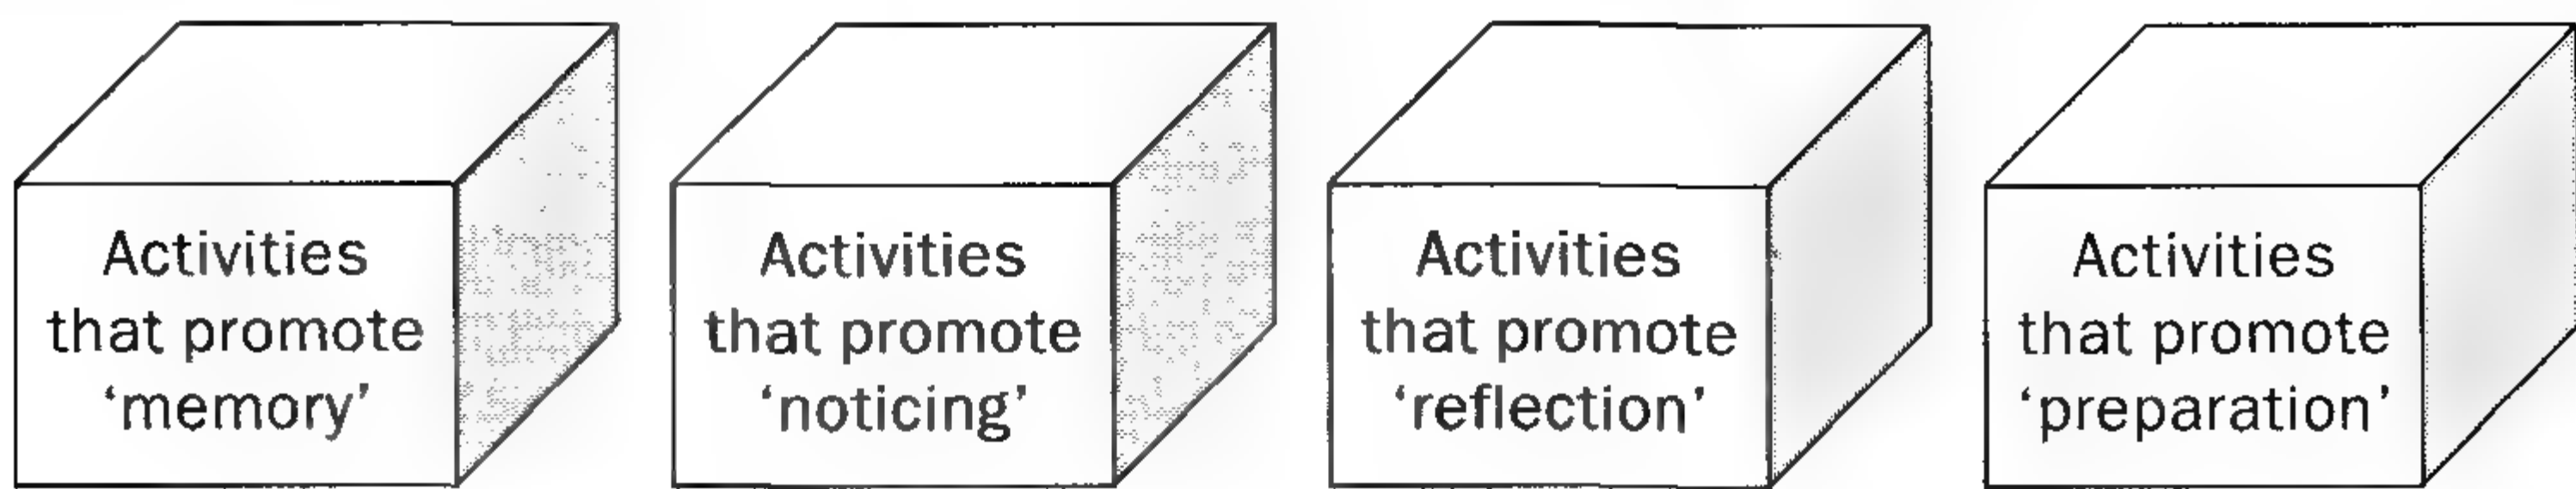 Activities
that promote
‘memory’
Activities
that promote
‘noticing’
Activities
that promote
‘reflection’
Activities
that promote
‘preparation’